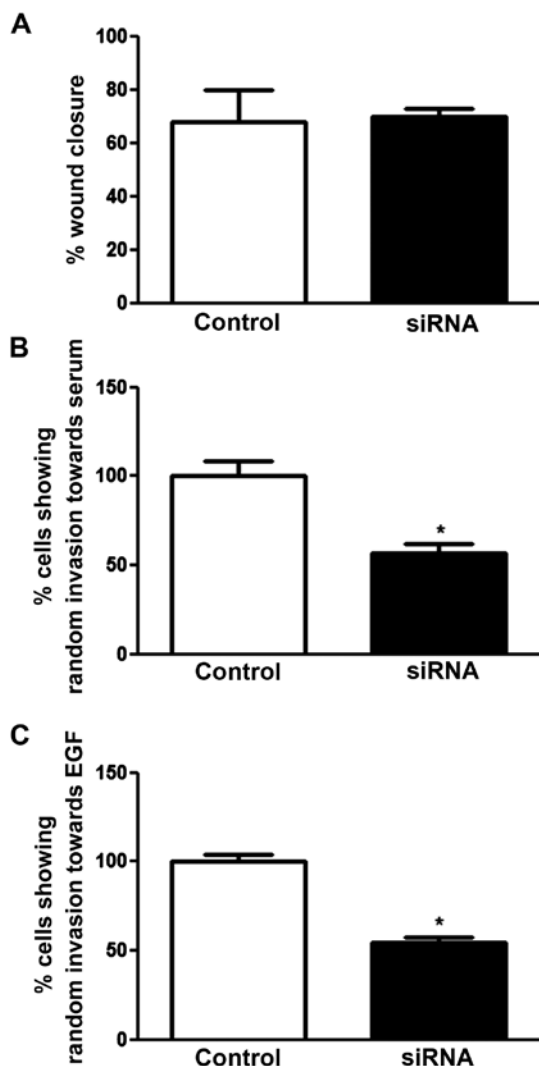 A
% wound closure
100
80
60
40
20
0
Control
siRNA
B
% cells showing
random invasion towards serum
150
100
50
0
*
Control
siRNA
C
% cells showing
random invasion towards EGF
150
100
50
0
*
Control
siRNA